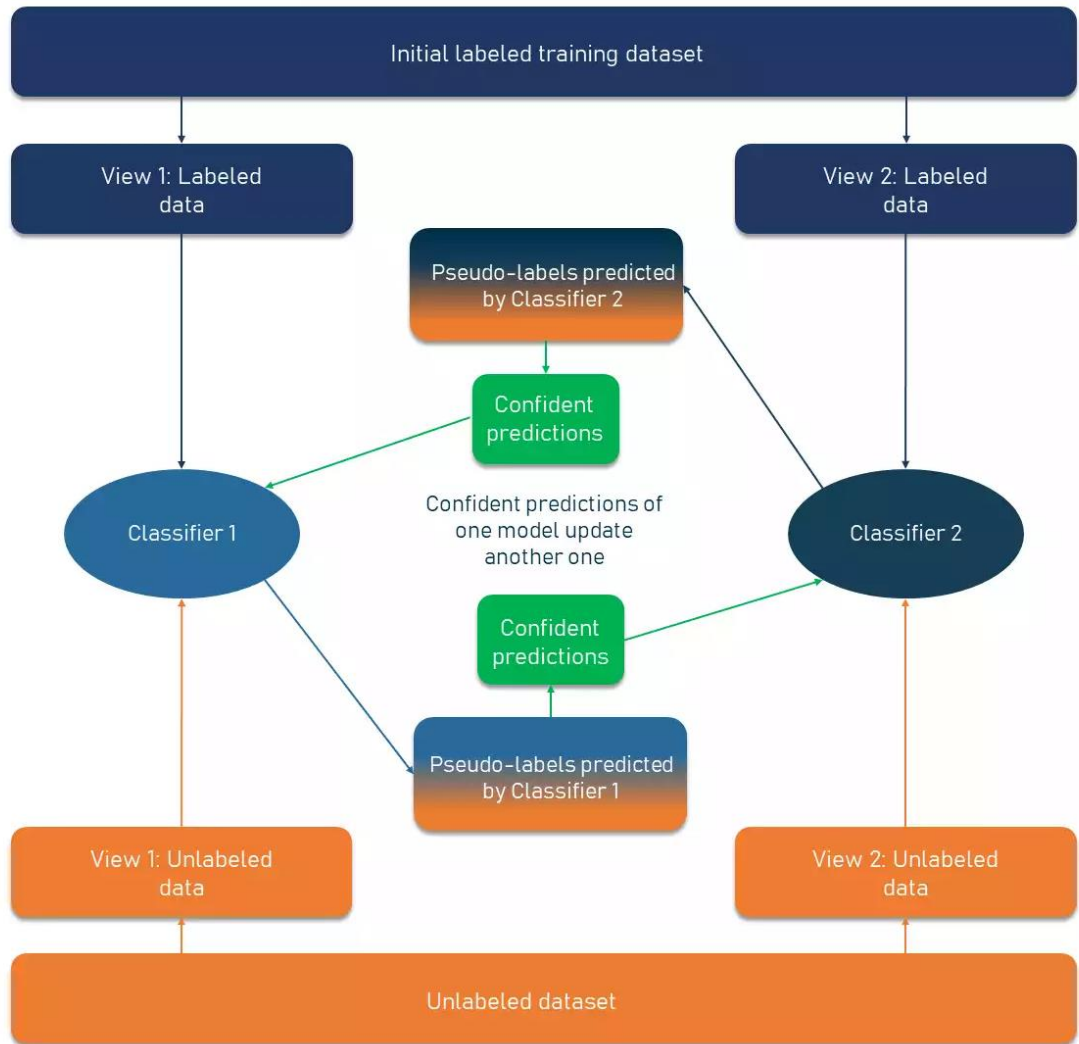 Initial labeled training dataset
View 1: Labeled
data
View 2: Labeled
data
Pseudo-labels predicted
by Classifier 2
Confident
predictions
Classifier 1
Confident predictions of
one model update
another one
Classifier 2
Confident
predictions
Pseudo-labels predicted
by Classifier 1
View 1: Unlabeled
data
View 2: Unlabeled
data
Unlabeled dataset